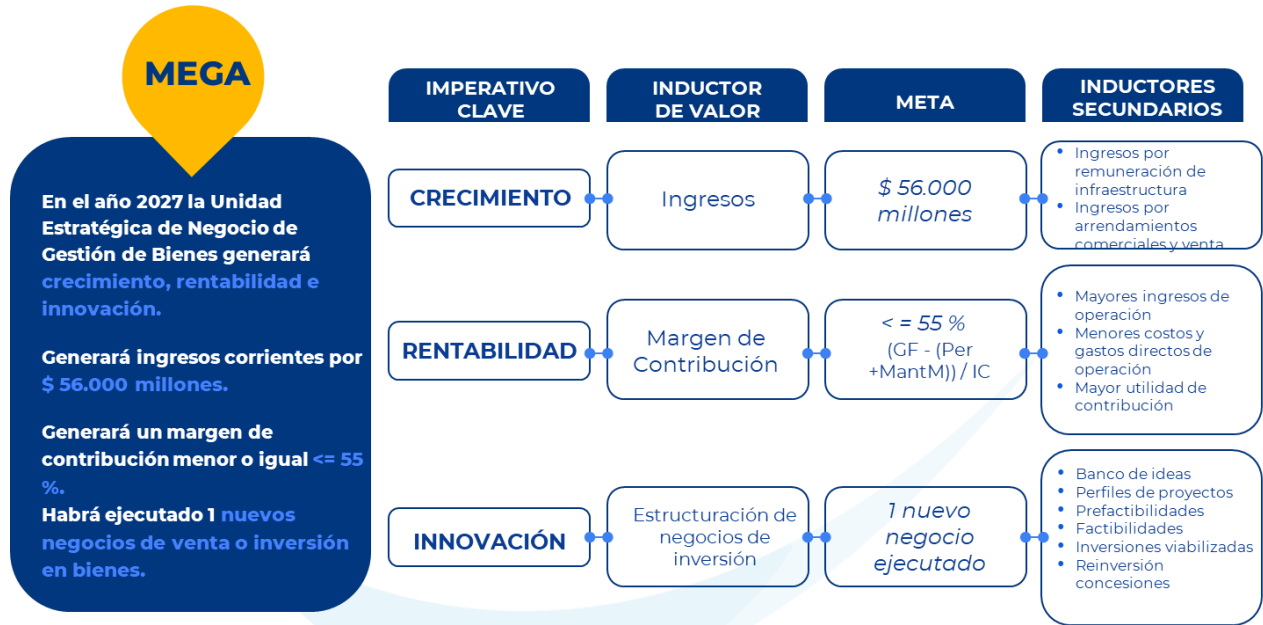 MEGA
En el año 2027 la Unidad
Estratégica de Negocio de
Gestión de Bienes generará
crecimiento, rentabilidad e
innovación.
Generará ingresos corrientes por
$ 56.000 millones.
Generará un margen de
contribución menor o igual <= 55
%.
Habrá ejecutado 1 nuevos
negocios de venta o inversión
en bienes.
IMPERATIVO
CLAVE
INDUCTOR
DE VALOR
META
INDUCTORES
SECUNDARIOS
CRECIMIENTO
Ingresos
$ 56.000
millones
• Ingresos por
remuneración de
infraestructura
• Ingresos por
arrendamientos
comerciales y venta
RENTABILIDAD
Margen de
Contribución
< = 55 %
(GF - (Per
+MantM)) / IC
• Mayores ingresos de
operación
• Menores costos y
gastos directos de
operación
• Mayor utilidad de
contribución
INNOVACIÓN
Estructuración de
negocios de
inversión
1 nuevo
negocio
ejecutado
• Banco de ideas
• Perfiles de proyectos
• Prefactibilidades
• Factibilidades
• Inversiones viabilizadas
• Reinversión
concesiones